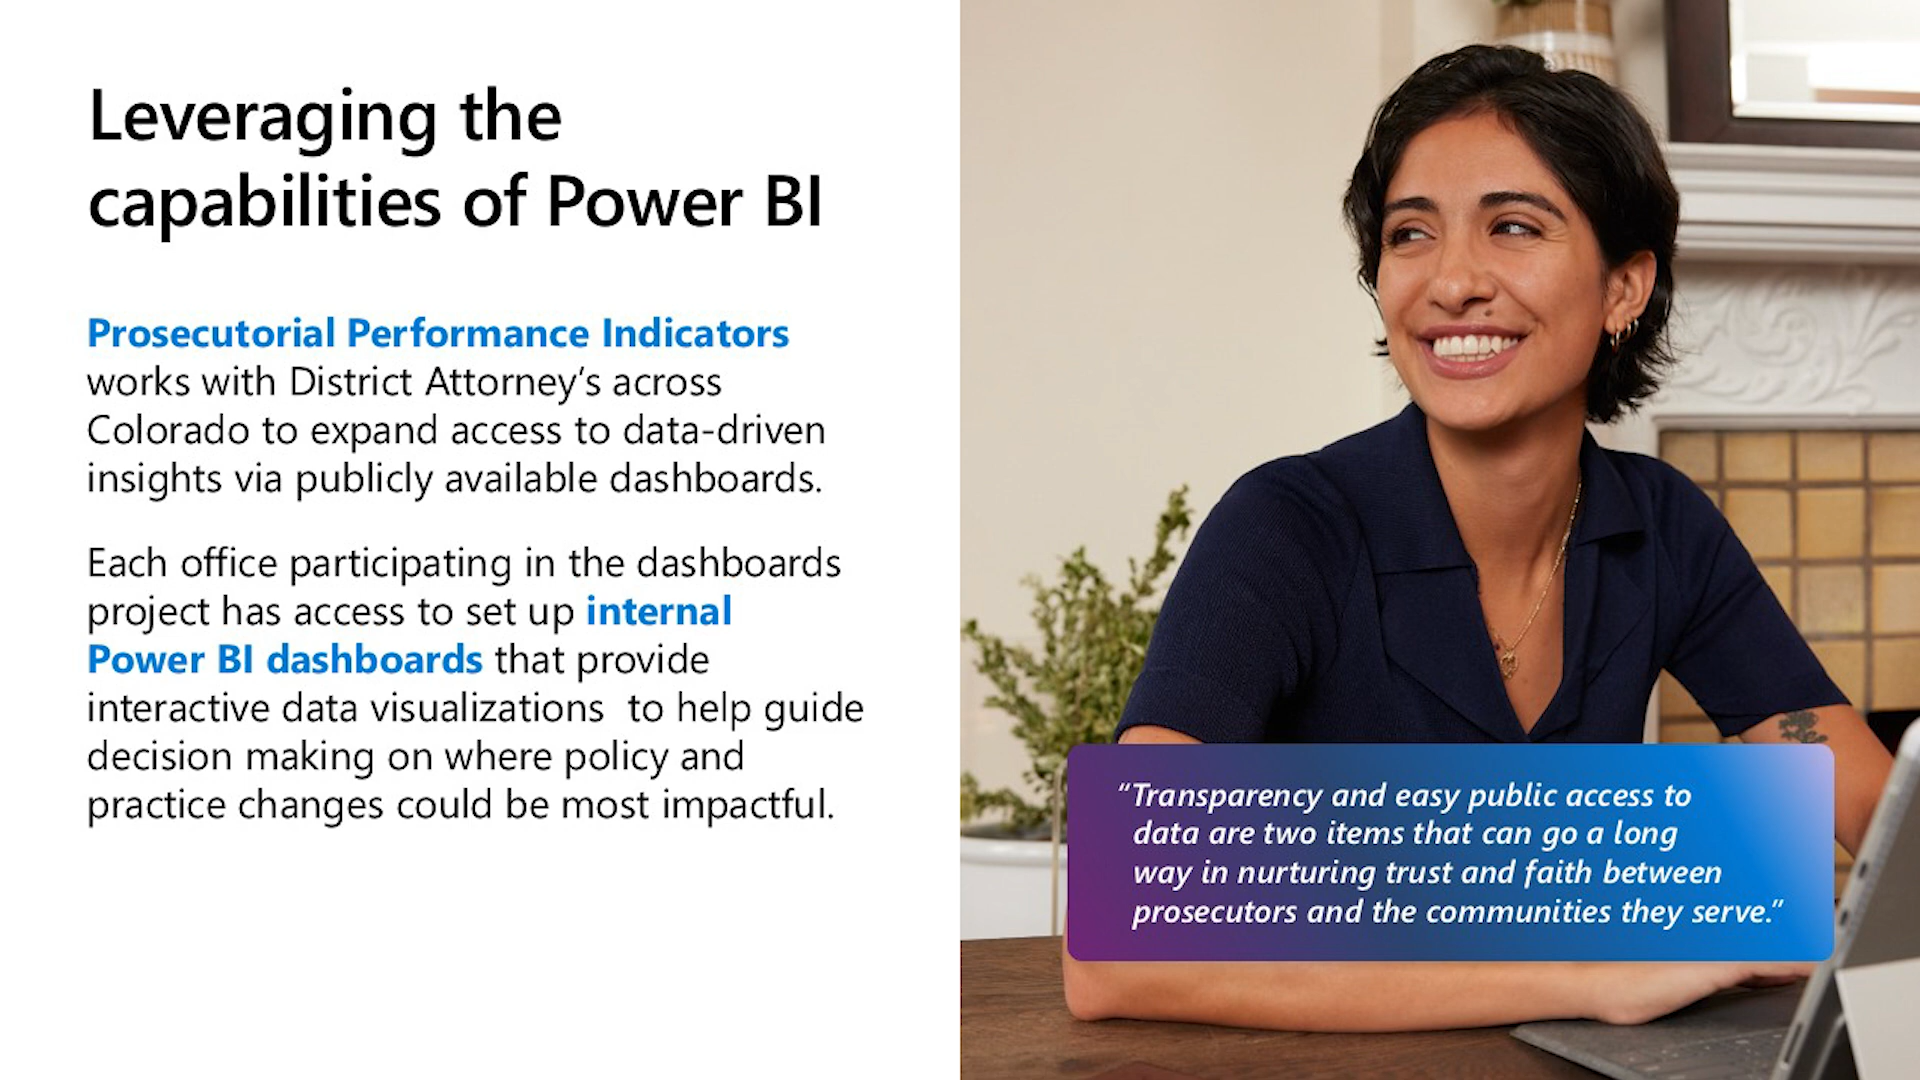 Leveraging the
capabilities of Power BI
Prosecutorial Performance Indicators
works with District Attorney’s across
Colorado to expand access to data-driven
insights via publicly available dashboards.
Each office participating in the dashboards
project has access to set up internal
Power BI dashboards that provide
interactive data visualizations  to help guide
decision making on where policy and
practice changes could be most impactful.
“Transparency and easy public access to
data are two items that can go a long
way in nurturing trust and faith between
prosecutors and the communities they serve.”